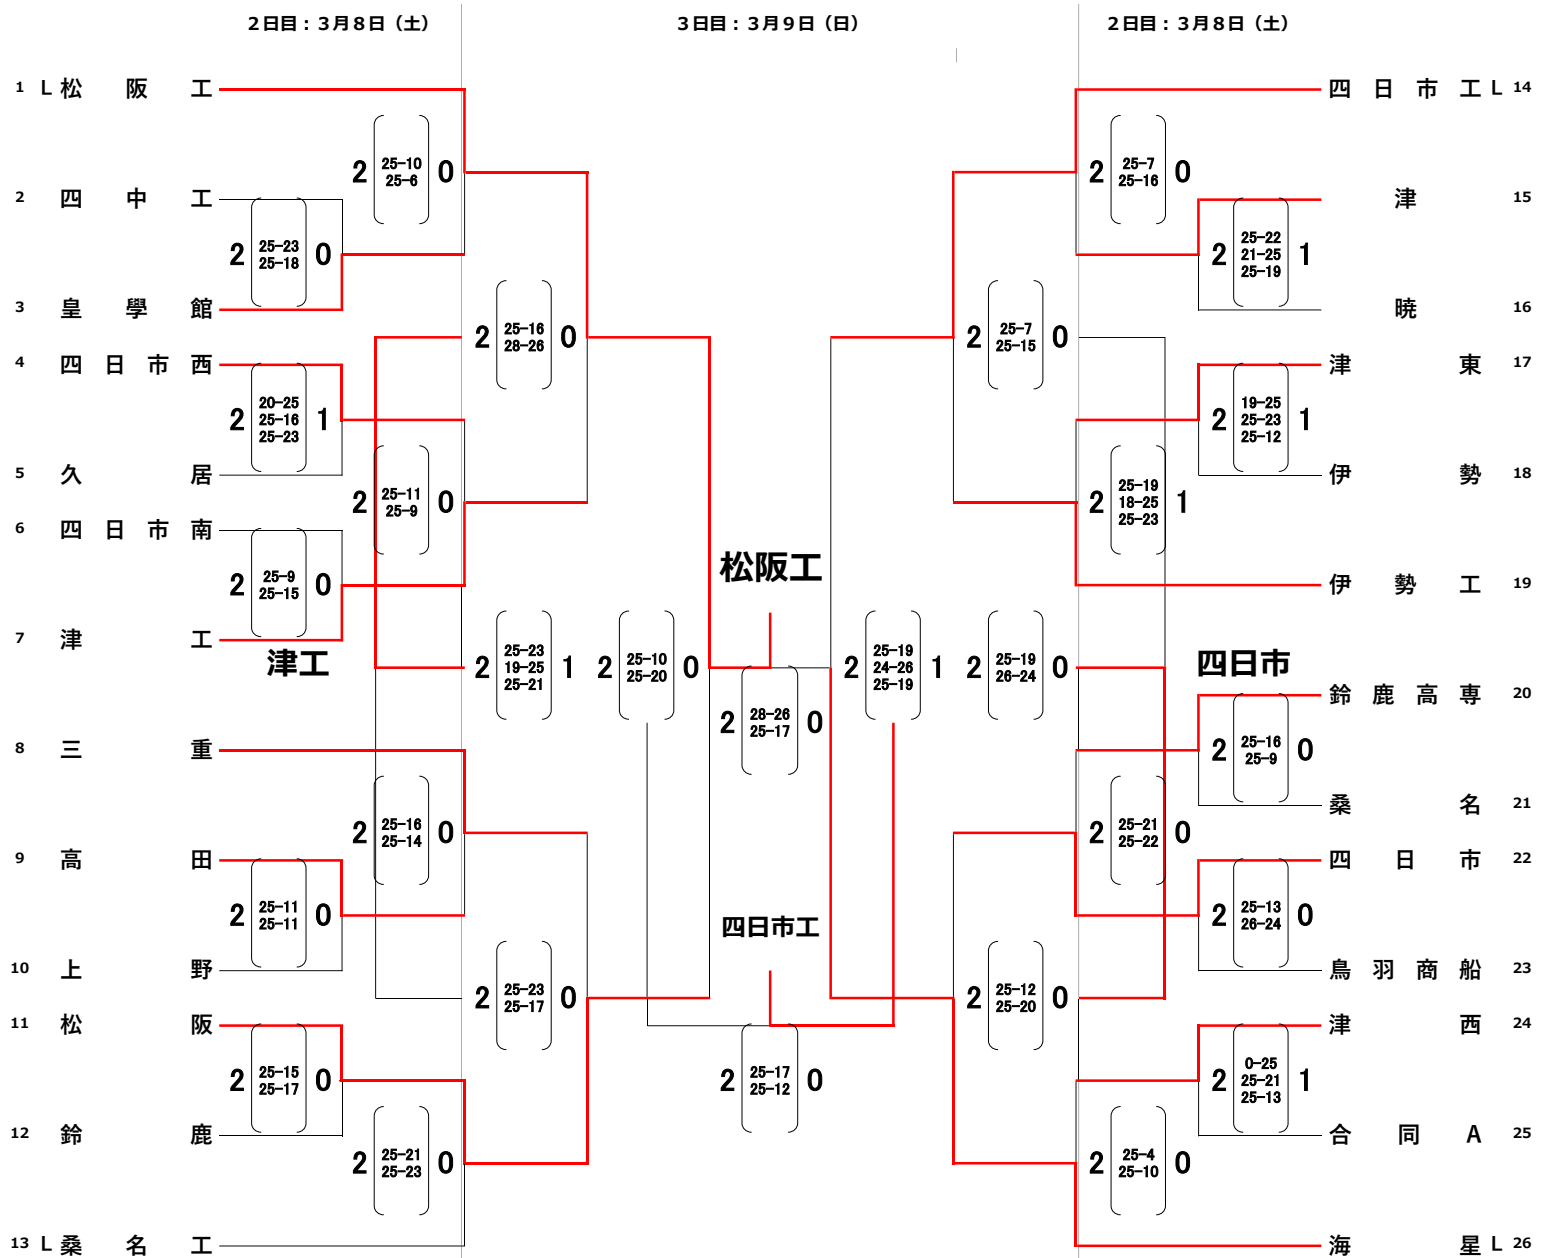 2日目：3月8日（土）
3日目：3月9日（日）
2日目：3月8日（土）
1 L 松阪工
2 四中工
3 皇學館
4 四日市西
5 久居
6 四日市南
7 津工
8 三重
9 高田
10 上野
11 松阪
12 鈴鹿
13 L 桑名工
2 25-23 0
25-18
2 20-25 1
25-16
25-23
2 25-9 0
25-15
津工
2 25-11 0
25-11
2 25-15 0
25-17
2 25-10 0
25-6
2 25-11 0
25-9
2 25-16 0
25-14
2 25-21 0
25-23
2 25-16 0
28-26
2 25-23 1
19-25
25-21
2 25-23 0
25-17
2 25-10 0
25-20
松阪工
2 28-26 0
25-17
四日市工
2 25-17 0
25-12
2 25-19 1
24-26
25-19
2 25-7 0
25-15
2 25-19 0
26-24
2 25-12 0
25-20
2 25-7 0
25-16
2 25-19 1
18-25
25-23
2 25-21 0
25-22
2 25-4 0
25-10
2 25-22 1
21-25
25-19
2 19-25 1
25-23
25-12
四日市
2 25-16 0
25-9
2 25-13 0
26-24
2 0-25 1
25-21
25-13
四日市工 L 14
津 15
暁 16
津東 17
伊勢 18
伊勢工 19
鈴鹿高専 20
桑名 21
四日市 22
鳥羽商船 23
津西 24
合同A 25
海星 L 26